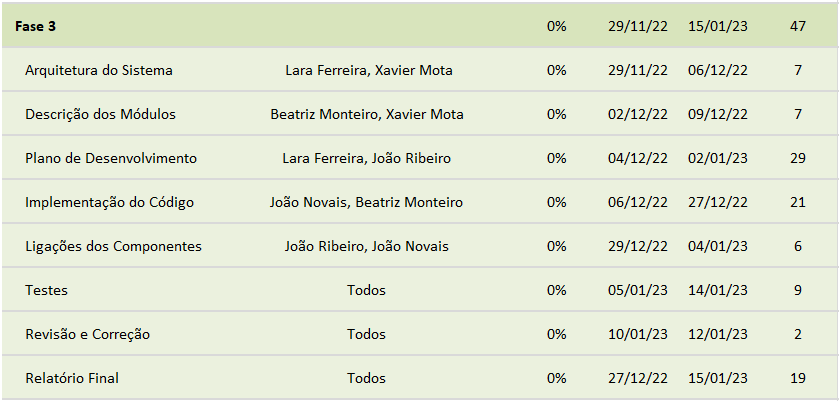 Fase 3 0% 29/11/22 15/01/23 47
Arquitetura do Sistema Lara Ferreira, Xavier Mota 0% 29/11/22 06/12/22 7
Descrição dos Módulos Beatriz Monteiro, Xavier Mota 0% 02/12/22 09/12/22 7
Plano de Desenvolvimento Lara Ferreira, João Ribeiro 0% 04/12/22 02/01/23 29
Implementação do Código João Novais, Beatriz Monteiro 0% 06/12/22 27/12/22 21
Ligações dos Componentes João Ribeiro, João Novais 0% 29/12/22 04/01/23 6
Testes Todos 0% 05/01/23 14/01/23 9
Revisão e Correção Todos 0% 10/01/23 12/01/23 2
Relatório Final Todos 0% 27/12/22 15/01/23 19